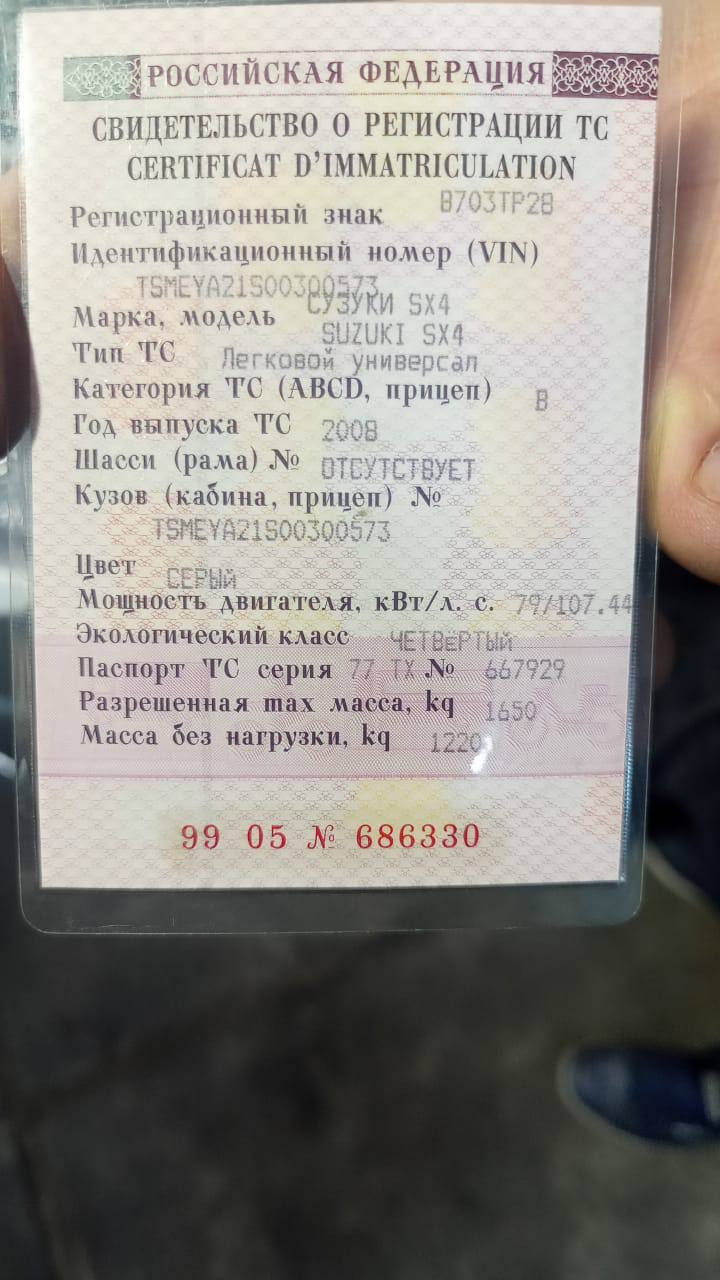 РОССИЙСКАЯ ФЕДЕРАЦИЯ
СВИДЕТЕЛЬСТВО О РЕГИСТРАЦИИ ТС
CERTIFICAT D'IMMATRICULATION
Регистрационный знак В703ТР28
Идентификационный номер (VIN)
TSMEYA21S00300573
Марка, модель СУЗУКИ SX4
SUZUKI SX4
Тип ТС Легковой универсал
Категория ТС (ABCD, прицеп) B
Год выпуска ТС 2008
Шасси (рама) № ОТСУТСТВУЕТ
Кузов (кабина, прицеп) №
TSMEYA21S00300573
Цвет СЕРЫЙ
Мощность двигателя, кВт/л. с. 79/107.44
Экологический класс ЧЕТВЁРТЫЙ
Паспорт ТС серия 77 ТХ № 667929
Разрешенная max масса, kg 1650
Масса без нагрузки, kg 1220
99 05 № 686330